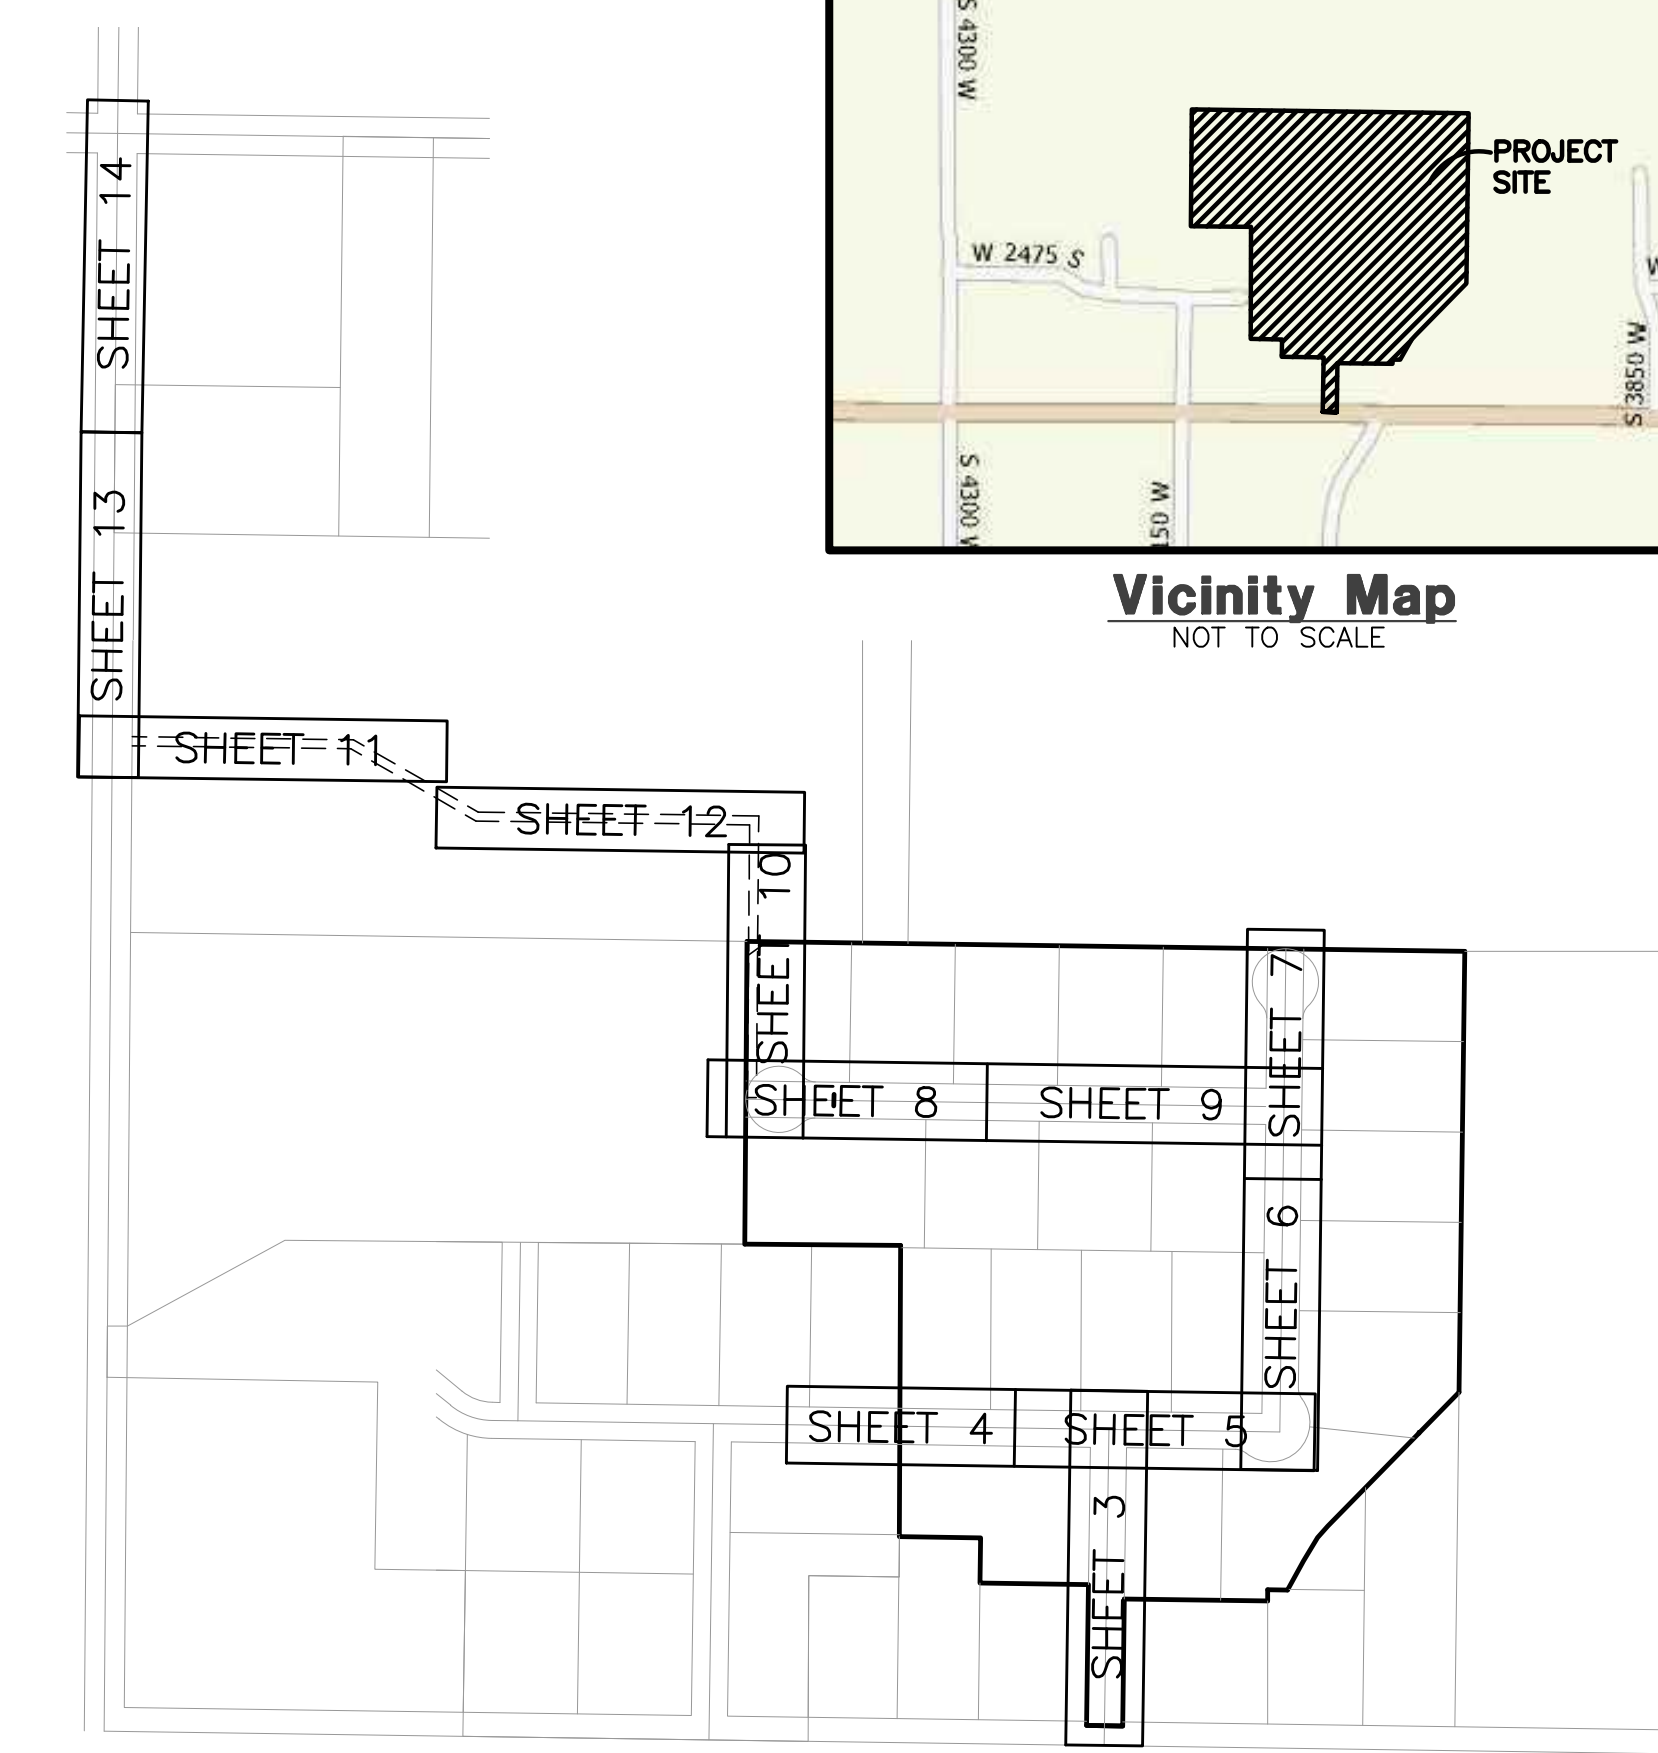 S 4300 W
PROJECT
SITE
W 2475 S
S 3850 W
S 4300 W
150 W
Vicinity Map
NOT TO SCALE
SHEET 14
SHEET 13
SHEET 11
SHEET 12
SHEET 10
SHEET 7
SHEET 8
SHEET 9
SHEET 6
SHEET 4
SHEET 5
SHEET 3